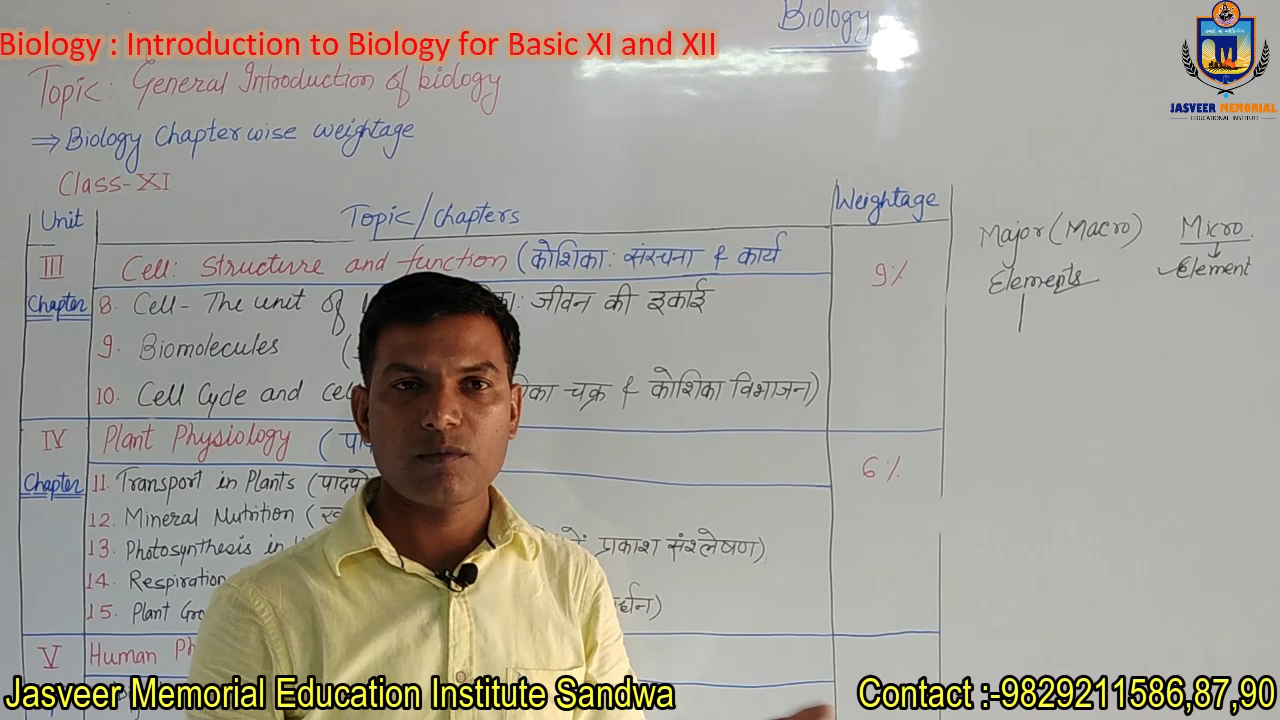 Biology
Biology : Introduction to Biology for Basic XI and XII
JASVEER MEMORIAL
EDUCATIONAL INSTITUTE
Topic: General Introduction of biology
⇒ Biology Chapterwise weightage
Class-XI
Unit Topic/chapters Weightage
III Cell: Structure and function (कोशिका: संरचना & कार्य 9%
Chapter 8. Cell- The unit of जीवन की इकाई
9. Biomolecules
10. Cell Cycle and चक्र & कोशिका विभाजन)
IV Plant Physiology 6%
Chapter 11. Transport in Plants
12. Mineral Nutrition
13. Photosynthesis in में प्रकाश संश्लेषण)
14. Respiration
15. Plant
V Human
Major (Macro)
Elements
Micro
Element
Jasveer Memorial Education Institute Sandwa
Contact :-9829211586,87,90